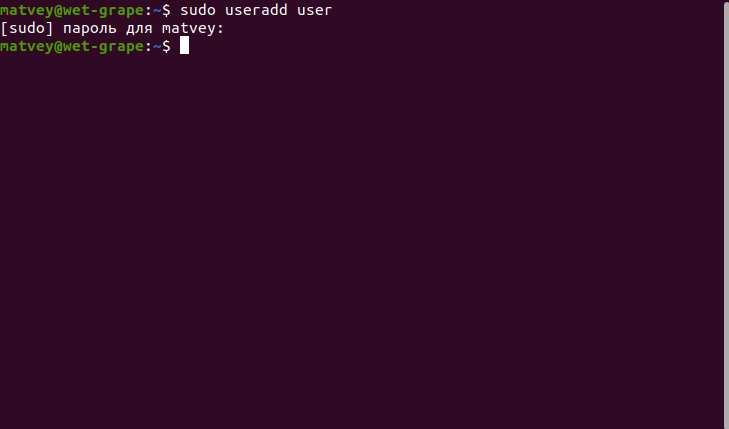 matvey@wet-grape:~$ sudo useradd user
[sudo] пароль для matvey:
matvey@wet-grape:~$